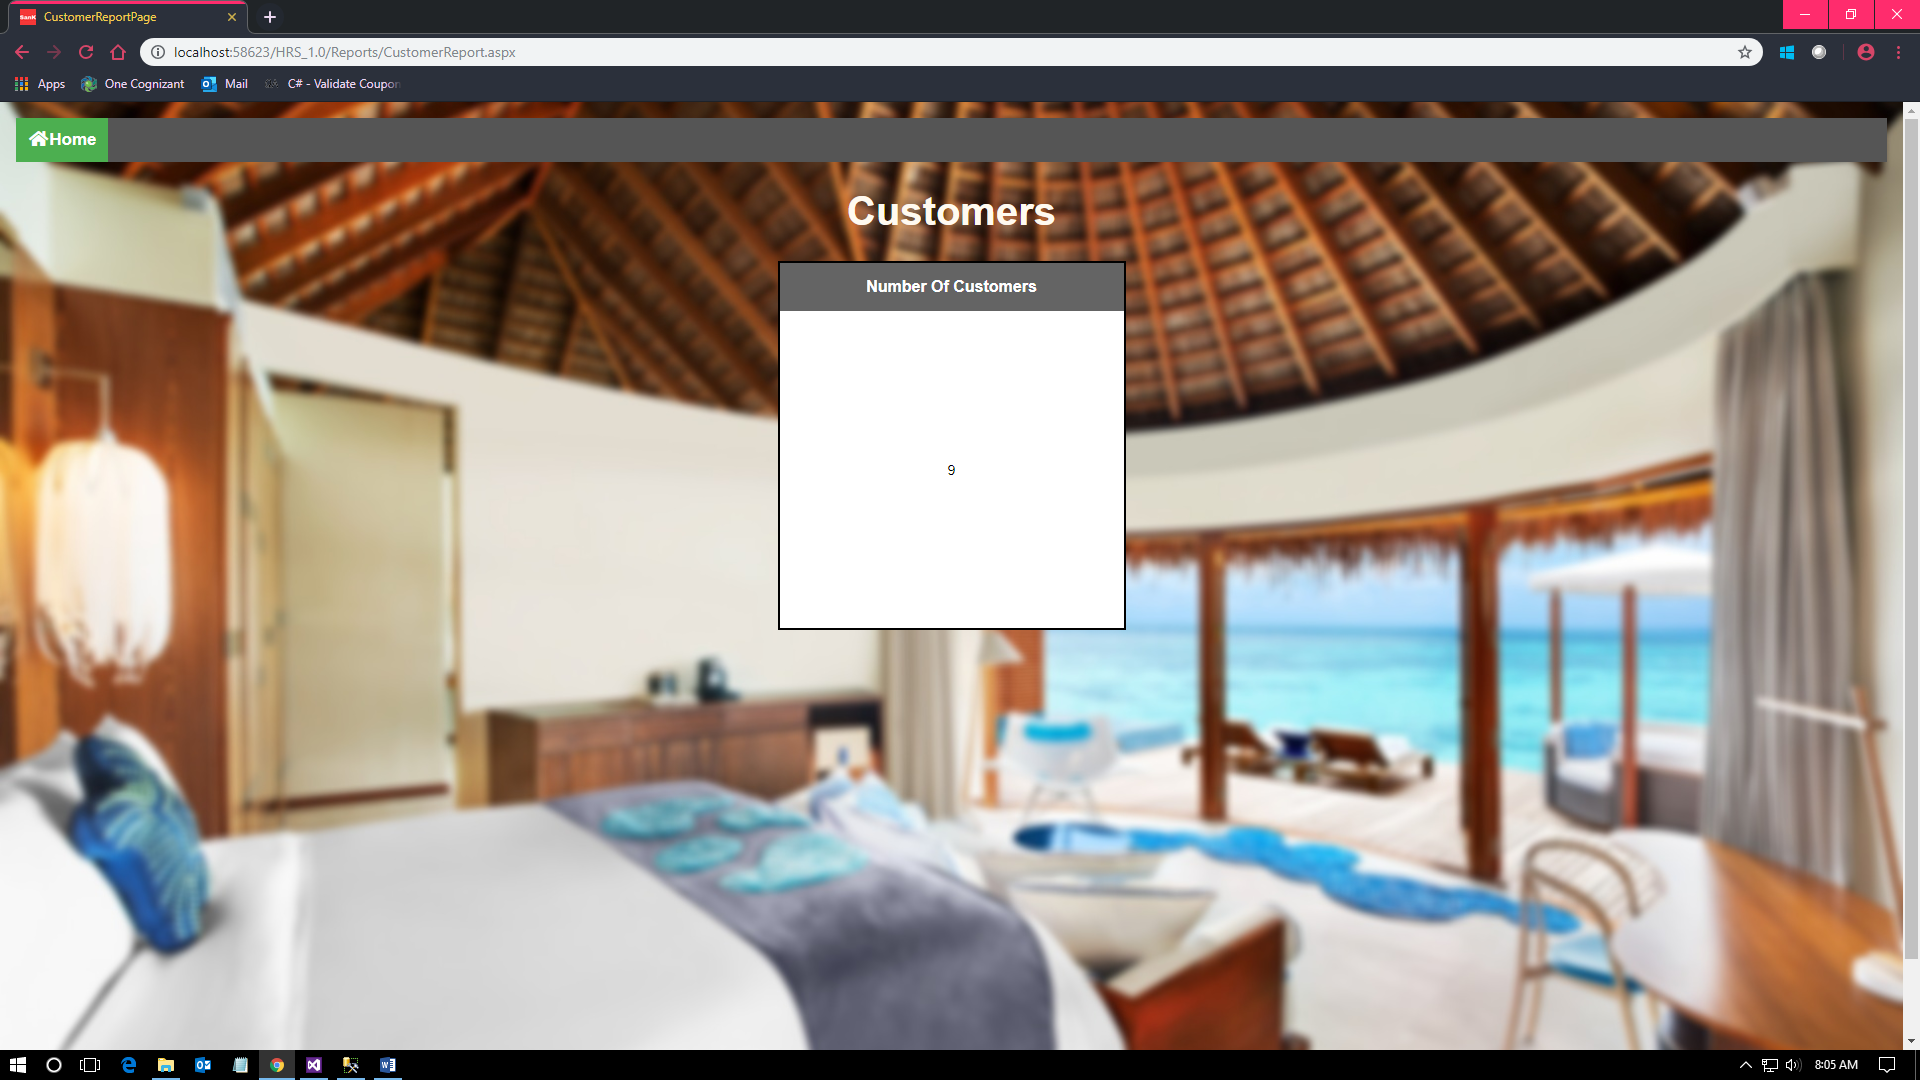 SanK CustomerReportPage
localhost:58623/HRS_1.0/Reports/CustomerReport.aspx
Apps One Cognizant Mail C# - Validate Coupon
Home
Customers
Number Of Customers
9
8:05 AM